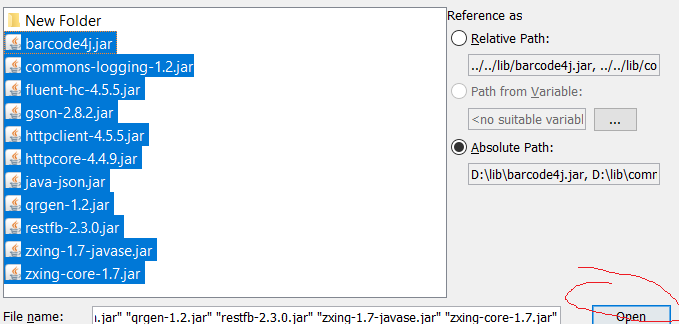 New Folder
barcode4j.jar
commons-logging-1.2.jar
fluent-hc-4.5.5.jar
gson-2.8.2.jar
httpclient-4.5.5.jar
httpcore-4.4.9.jar
java-json.jar
qrgen-1.2.jar
restfb-2.3.0.jar
zxing-1.7-javase.jar
zxing-core-1.7.jar
Reference as
Relative Path:
../../lib/barcode4j.jar, ../../lib/co
Path from Variable:
<no suitable variabl
...
Absolute Path:
D:\lib\barcode4j.jar, D:\lib\comr
File name: ı.jar" "qrgen-1.2.jar" "restfb-2.3.0.jar" "zxing-1.7-javase.jar" "zxing-core-1.7.jar" Open